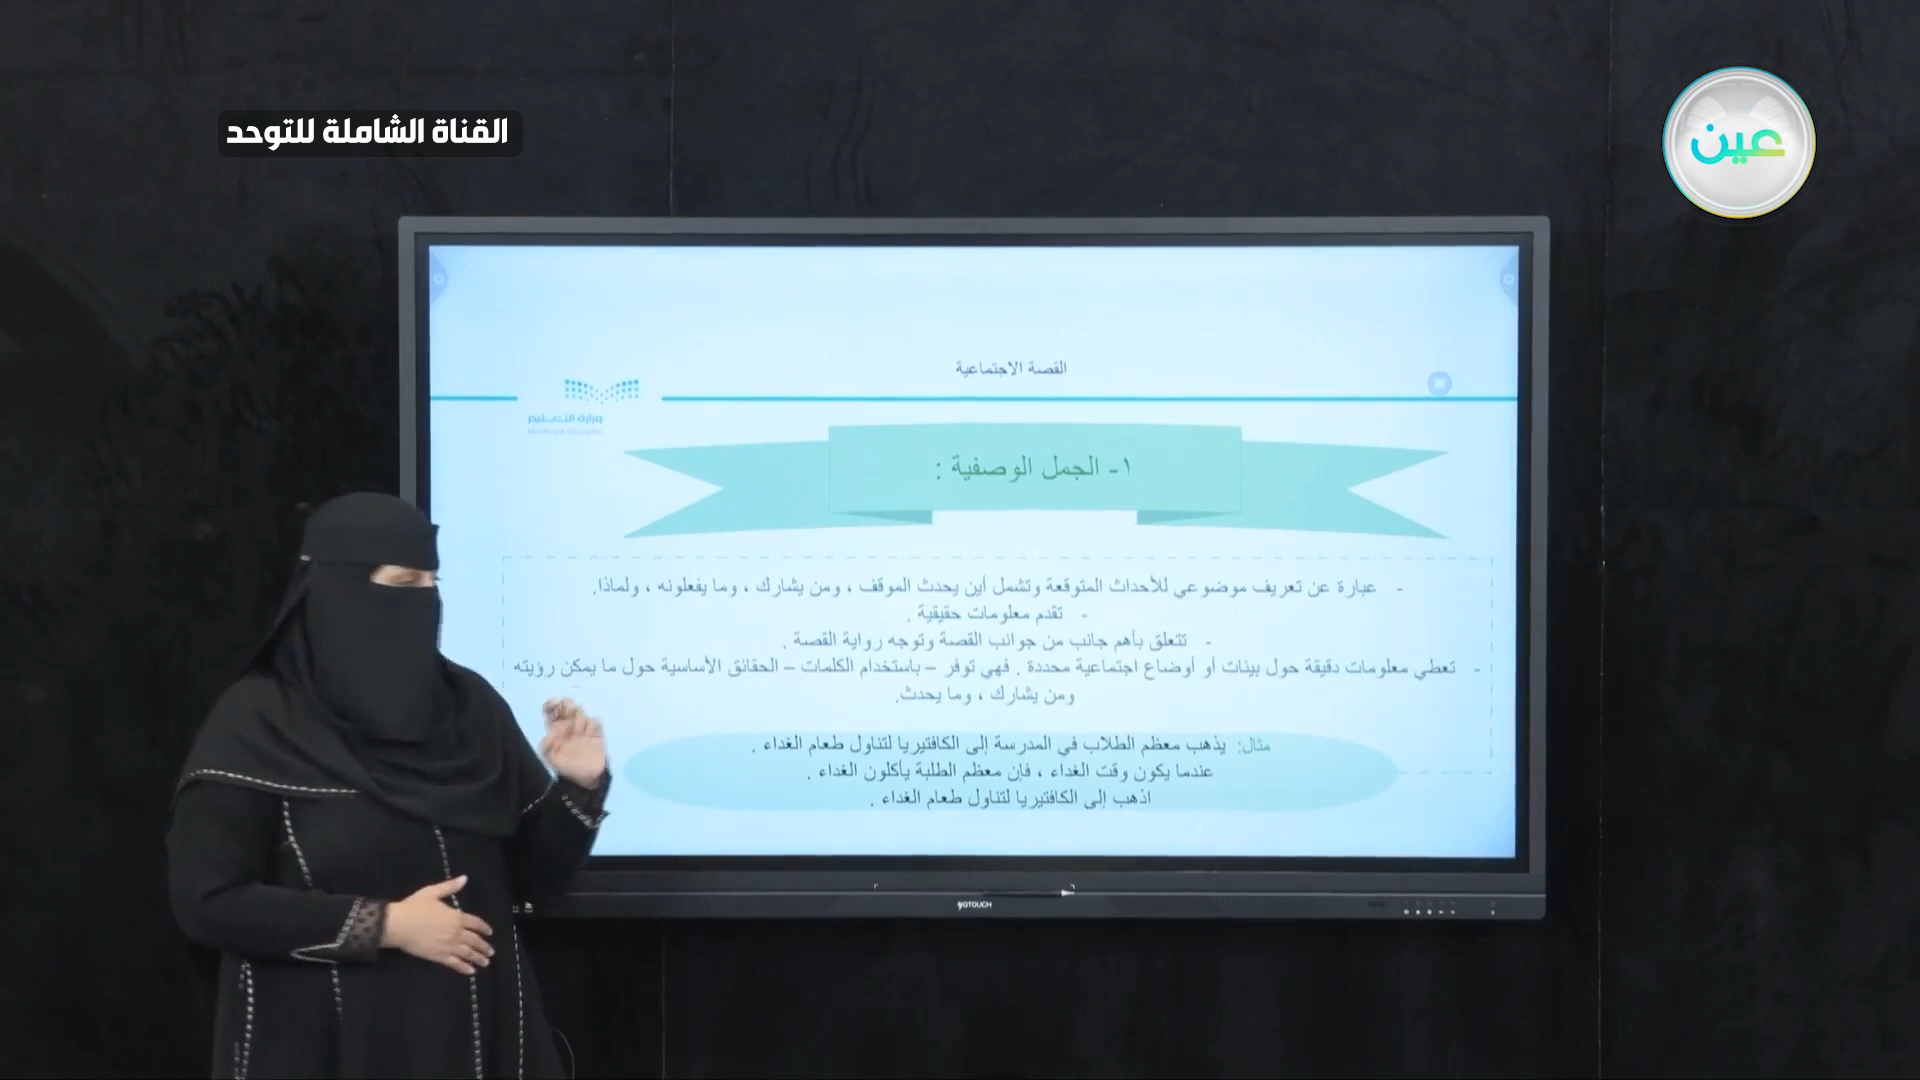 القناة الشاملة للتوحد
عين
القصة الاجتماعية
وزارة التعليم
Ministry of Education
١- الجمل الوصفية :
- عبارة عن تعريف موضوعي للأحداث المتوقعة وتشمل أين يحدث الموقف ، ومن يشارك ، وما يفعلونه ، ولماذا.
- تقدم معلومات حقيقية .
- تتعلق بأهم جانب من جوانب القصة وتوجه رواية القصة .
- تعطي معلومات دقيقة حول بيئات أو أوضاع اجتماعية محددة . فهي توفر – باستخدام الكلمات – الحقائق الأساسية حول ما يمكن رؤيته
ومن يشارك ، وما يحدث.
مثال: يذهب معظم الطلاب في المدرسة إلى الكافتيريا لتناول طعام الغداء .
عندما يكون وقت الغداء ، فإن معظم الطلبة يأكلون الغداء .
اذهب إلى الكافتيريا لتناول طعام الغداء .